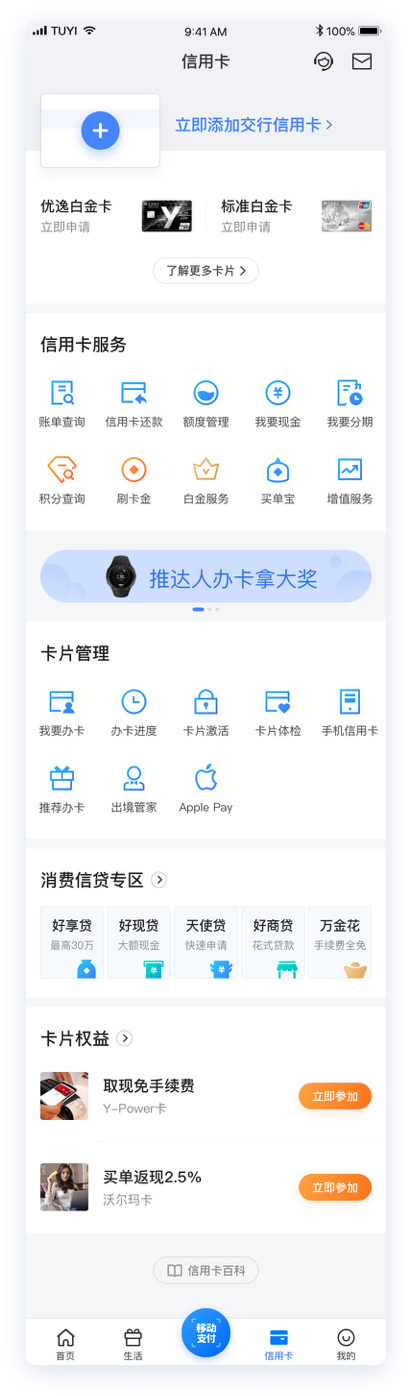 TUYI
9:41 AM
100%
信用卡
立即添加交行信用卡
优逸白金卡
标准白金卡
立即申请
立即申请
了解更多卡片
信用卡服务
账单查询
信用卡还款
额度管理
我要现金
我要分期
积分查询
刷卡金
白金服务
买单宝
增值服务
推达人办卡拿大奖
卡片管理
我要办卡
办卡进度
卡片激活
卡片体检
手机信用卡
推荐办卡
出境管家
Apple Pay
消费信贷专区
好享贷
好现贷
天使贷
好商贷
万金花
最高30万
大额现金
快速申请
花式贷款
手续费全免
卡片权益
取现免手续费
Y-Power卡
立即参加
买单返现2.5%
沃尔玛卡
立即参加
信用卡百科
移动
支付
首页
生活
信用卡
我的